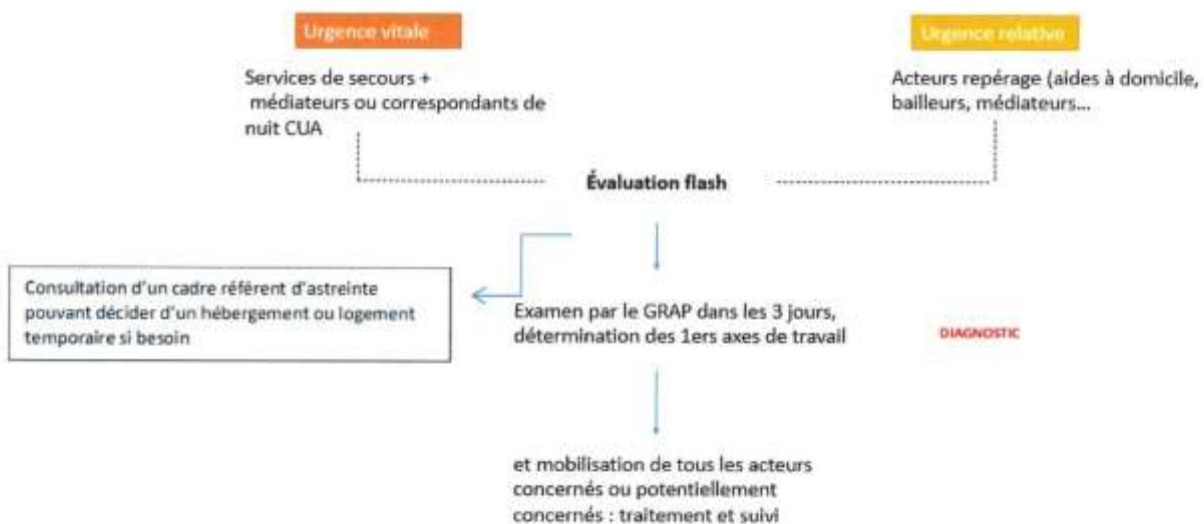 Urgence vitale
Urgence relative
Services de secours +
médiateurs ou correspondants de
nuit CUA
Acteurs repérage (aides à domicile,
bailleurs, médiateurs...
Évaluation flash
Consultation d'un cadre référent d'astreinte
pouvant décider d'un hébergement ou logement
temporaire si besoin
Examen par le GRAP dans les 3 jours,
détermination des 1ers axes de travail
DIAGNOSTIC
et mobilisation de tous les acteurs
concernés ou potentiellement
concernés : traitement et suivi